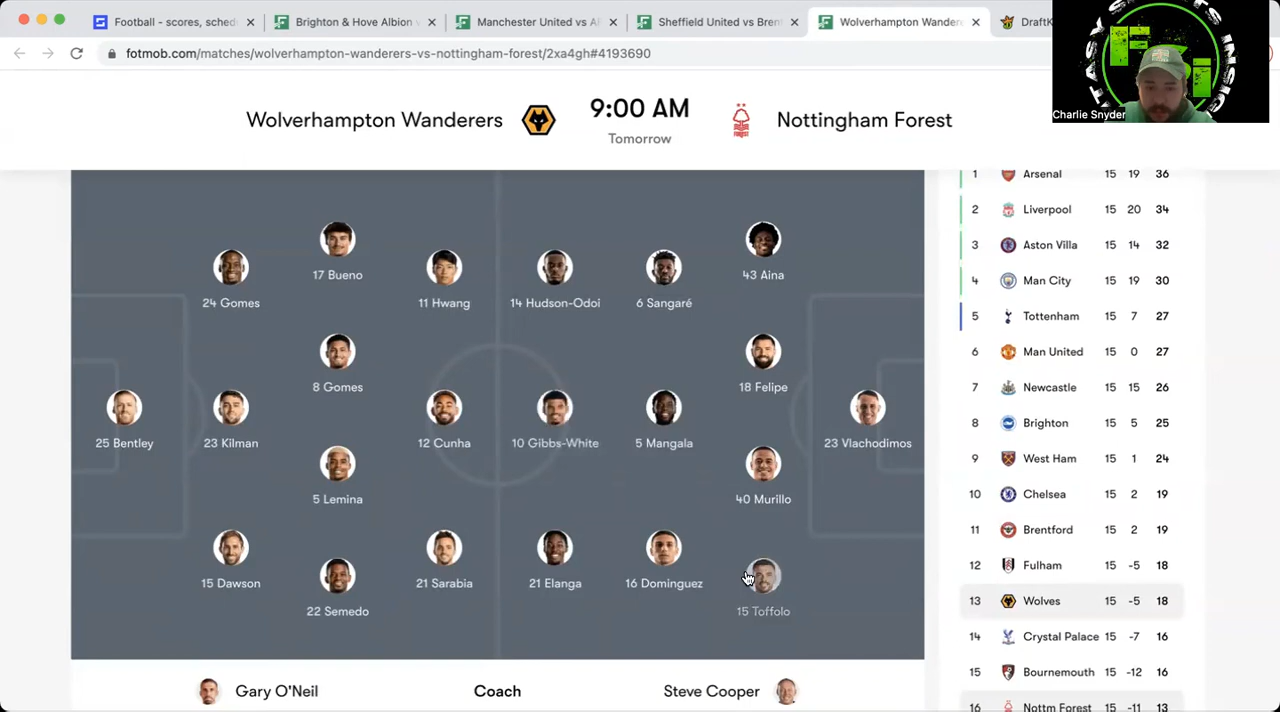 Football - scores, sched
Brighton & Hove Albion v
Manchester United vs A
Sheffield United vs Bren
Wolverhampton Wander
DraftK
fotmob.com/matches/wolverhampton-wanderers-vs-nottingham-forest/2xa4gh#4193690
Charlie Snyder
Wolverhampton Wanderers
9:00 AM
Tomorrow
Nottingham Forest
24 Gomes
17 Bueno
11 Hwang
14 Hudson-Odoi
6 Sangaré
43 Aina
8 Gomes
18 Felipe
25 Bentley
23 Kilman
12 Cunha
10 Gibbs-White
5 Mangala
23 Vlachodimos
5 Lemina
40 Murillo
15 Dawson
22 Semedo
21 Sarabia
21 Elanga
16 Dominguez
15 Toffolo
Gary O'Neil
Coach
Steve Cooper
1 Arsenal 15 19 36
2 Liverpool 15 20 34
3 Aston Villa 15 14 32
4 Man City 15 19 30
5 Tottenham 15 7 27
6 Man United 15 0 27
7 Newcastle 15 15 26
8 Brighton 15 5 25
9 West Ham 15 1 24
10 Chelsea 15 2 19
11 Brentford 15 2 19
12 Fulham 15 -5 18
13 Wolves 15 -5 18
14 Crystal Palace 15 -7 16
15 Bournemouth 15 -12 16
16 Nottm Forest 15 -11 13